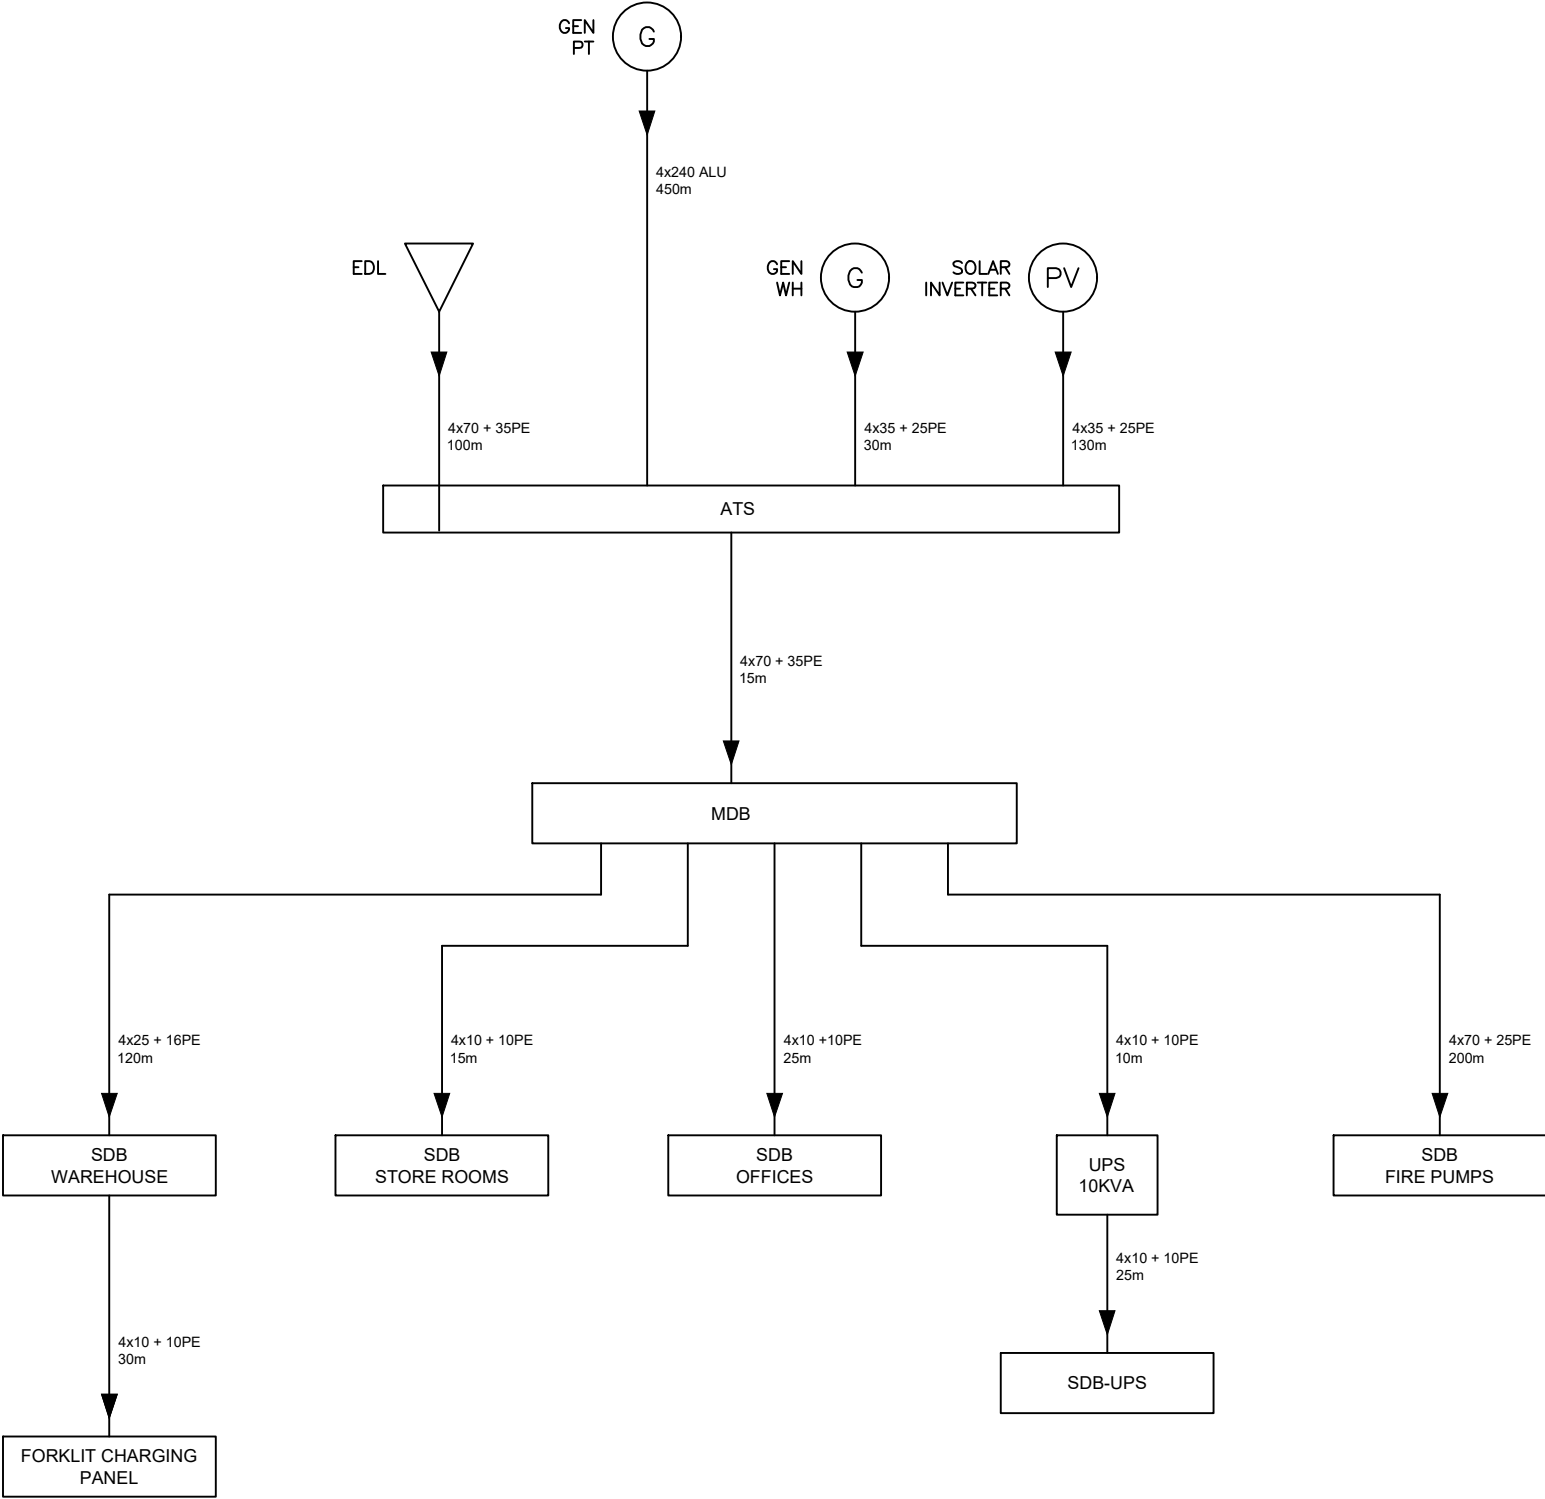 GEN
PT
G
4x240 ALU
450m
EDL
GEN
WH
G
SOLAR
INVERTER
PV
4x70 + 35PE
100m
4x35 + 25PE
30m
4x35 + 25PE
130m
ATS
4x70 + 35PE
15m
MDB
4x25 + 16PE
120m
4x10 + 10PE
15m
4x10 +10PE
25m
4x10 + 10PE
10m
4x70 + 25PE
200m
SDB
WAREHOUSE
SDB
STORE ROOMS
SDB
OFFICES
UPS
10KVA
SDB
FIRE PUMPS
4x10 + 10PE
25m
4x10 + 10PE
30m
SDB-UPS
FORKLIT CHARGING
PANEL